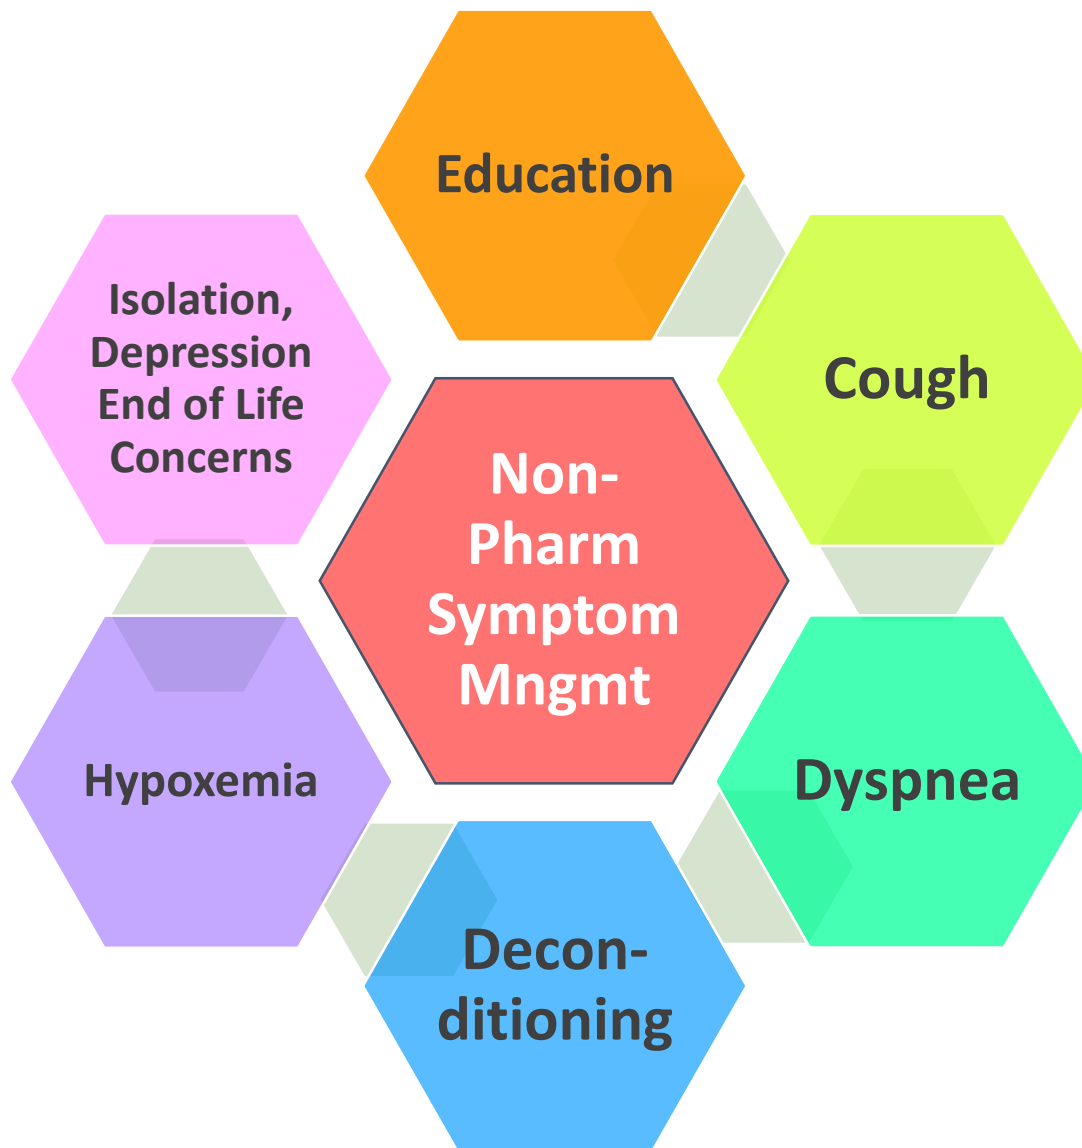 Education
Isolation,
Depression
End of Life
Concerns
Cough
Non-
Pharm
Symptom
Mngmt
Hypoxemia
Dyspnea
Decon-
ditioning